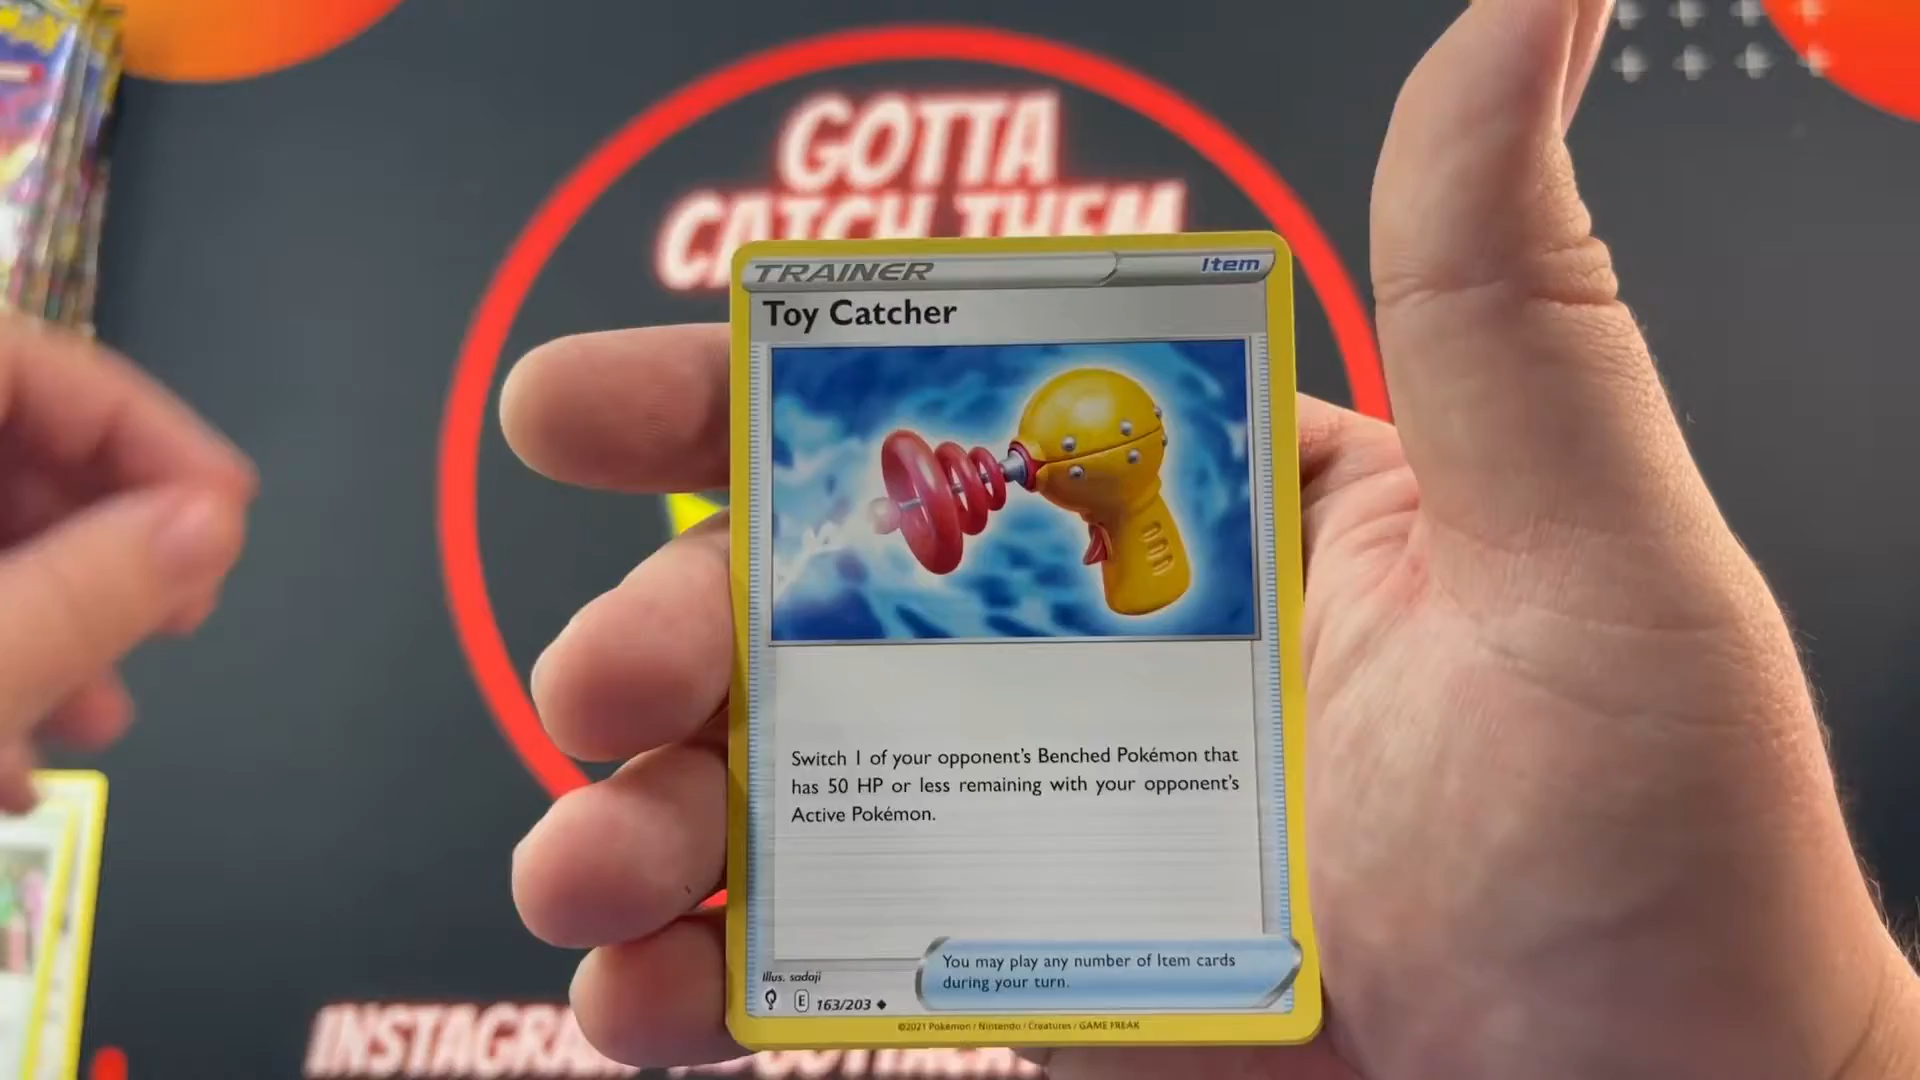 GOTTA
CATCH THEM
TRAINER
Item
Toy Catcher
Switch 1 of your opponent's Benched Pokémon that
has 50 HP or less remaining with your opponent's
Active Pokémon.
You may play any number of Item cards
during your turn.
Illus. sadaji
E 163/203
©2021 Pokémon / Nintendo / Creatures / GAME FREAK